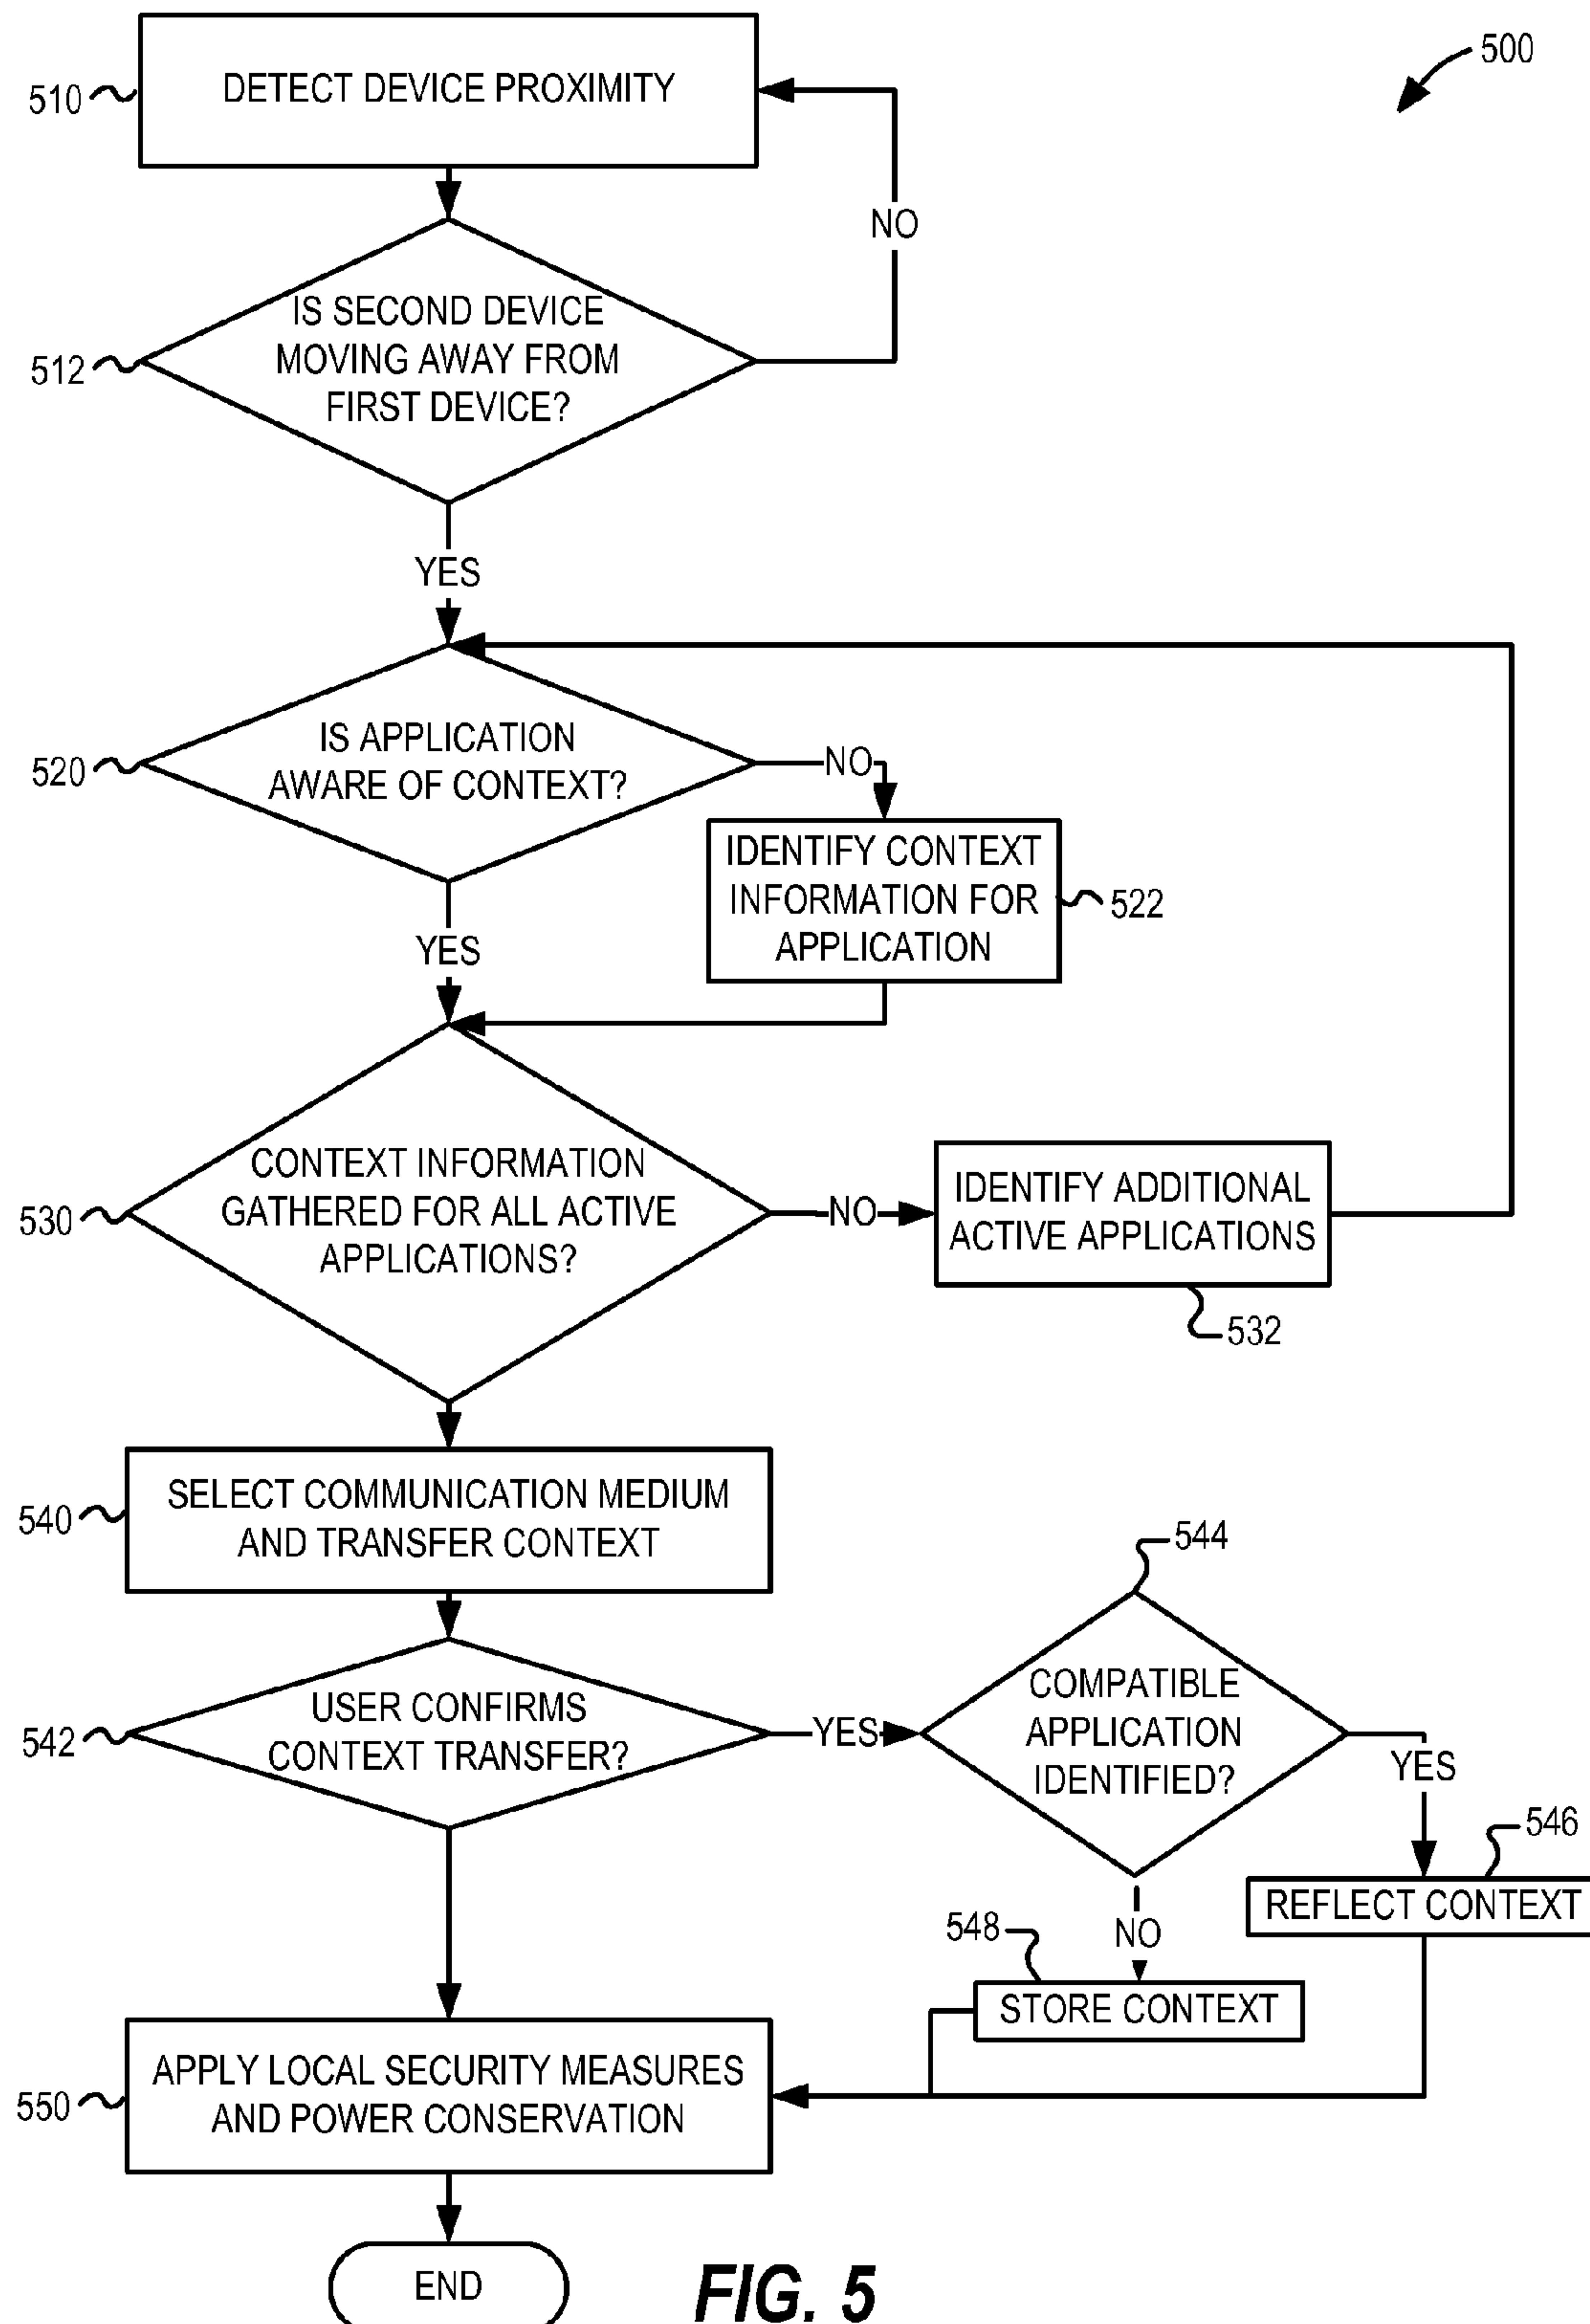 500
510
DETECT DEVICE PROXIMITY
NO
512
IS SECOND DEVICE
MOVING AWAY FROM
FIRST DEVICE?
YES
520
IS APPLICATION
AWARE OF CONTEXT?
NO
IDENTIFY CONTEXT
INFORMATION FOR
APPLICATION
522
YES
530
CONTEXT INFORMATION
GATHERED FOR ALL ACTIVE
APPLICATIONS?
NO
IDENTIFY ADDITIONAL
ACTIVE APPLICATIONS
532
540
SELECT COMMUNICATION MEDIUM
AND TRANSFER CONTEXT
544
542
USER CONFIRMS
CONTEXT TRANSFER?
YES
COMPATIBLE
APPLICATION
IDENTIFIED?
YES
546
REFLECT CONTEXT
NO
548
STORE CONTEXT
550
APPLY LOCAL SECURITY MEASURES
AND POWER CONSERVATION
END
FIG. 5